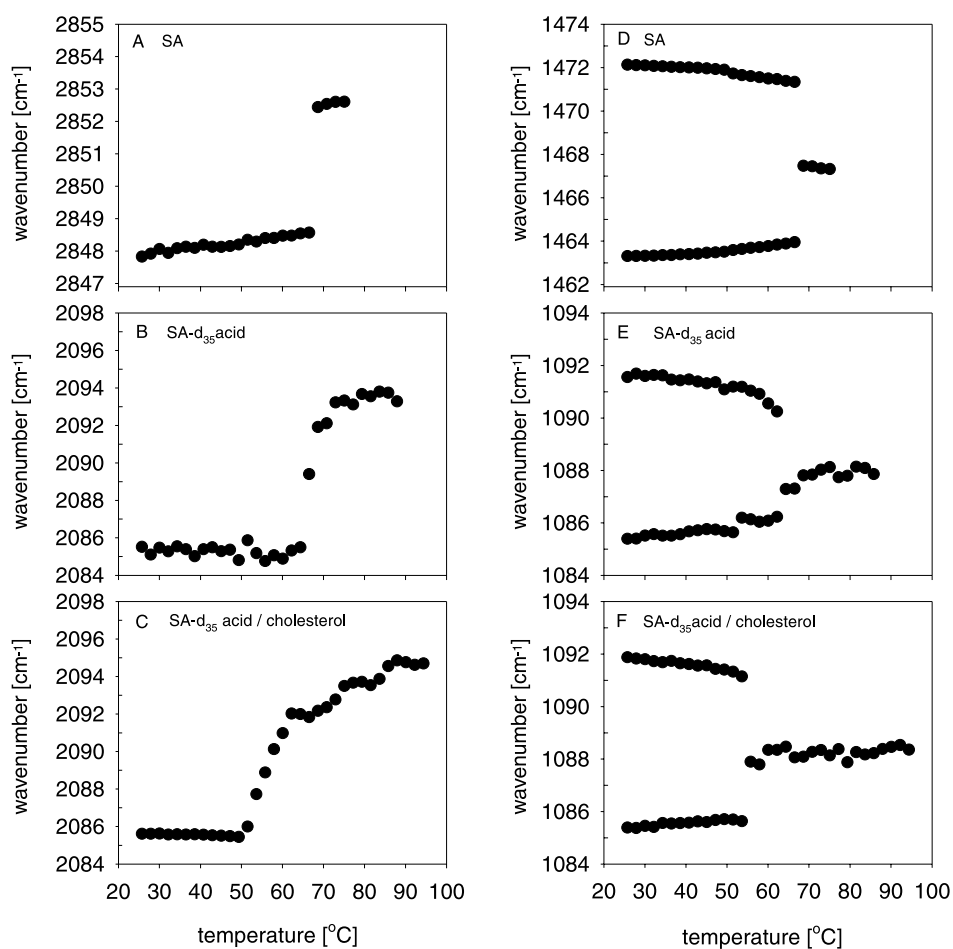 A SA
2855
2854
2853
2852
2851
2850
2849
2848
2847
wavenumber [cm-1]
D SA
1474
1472
1470
1468
1466
1464
1462
wavenumber [cm-1]
B SA-d35acid
2098
2096
2094
2092
2090
2088
2086
2084
wavenumber [cm-1]
E SA-d35acid
1094
1092
1090
1088
1086
1084
wavenumber [cm-1]
C SA-d35 acid / cholesterol
2098
2096
2094
2092
2090
2088
2086
2084
wavenumber [cm-1]
20 30 40 50 60 70 80 90 100
temperature [oC]
F SA-d35acid / cholesterol
1094
1092
1090
1088
1086
1084
wavenumber [cm-1]
20 30 40 50 60 70 80 90 100
temperature [oC]